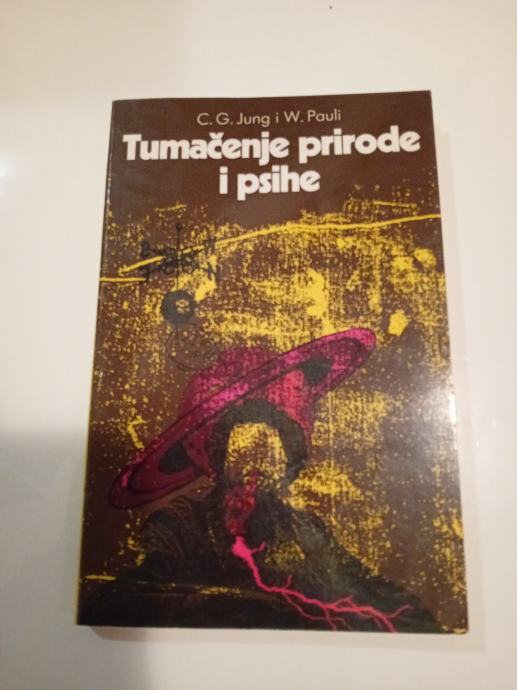 C. G. Jung i W. Pauli
Tumačenje prirode
i psihe